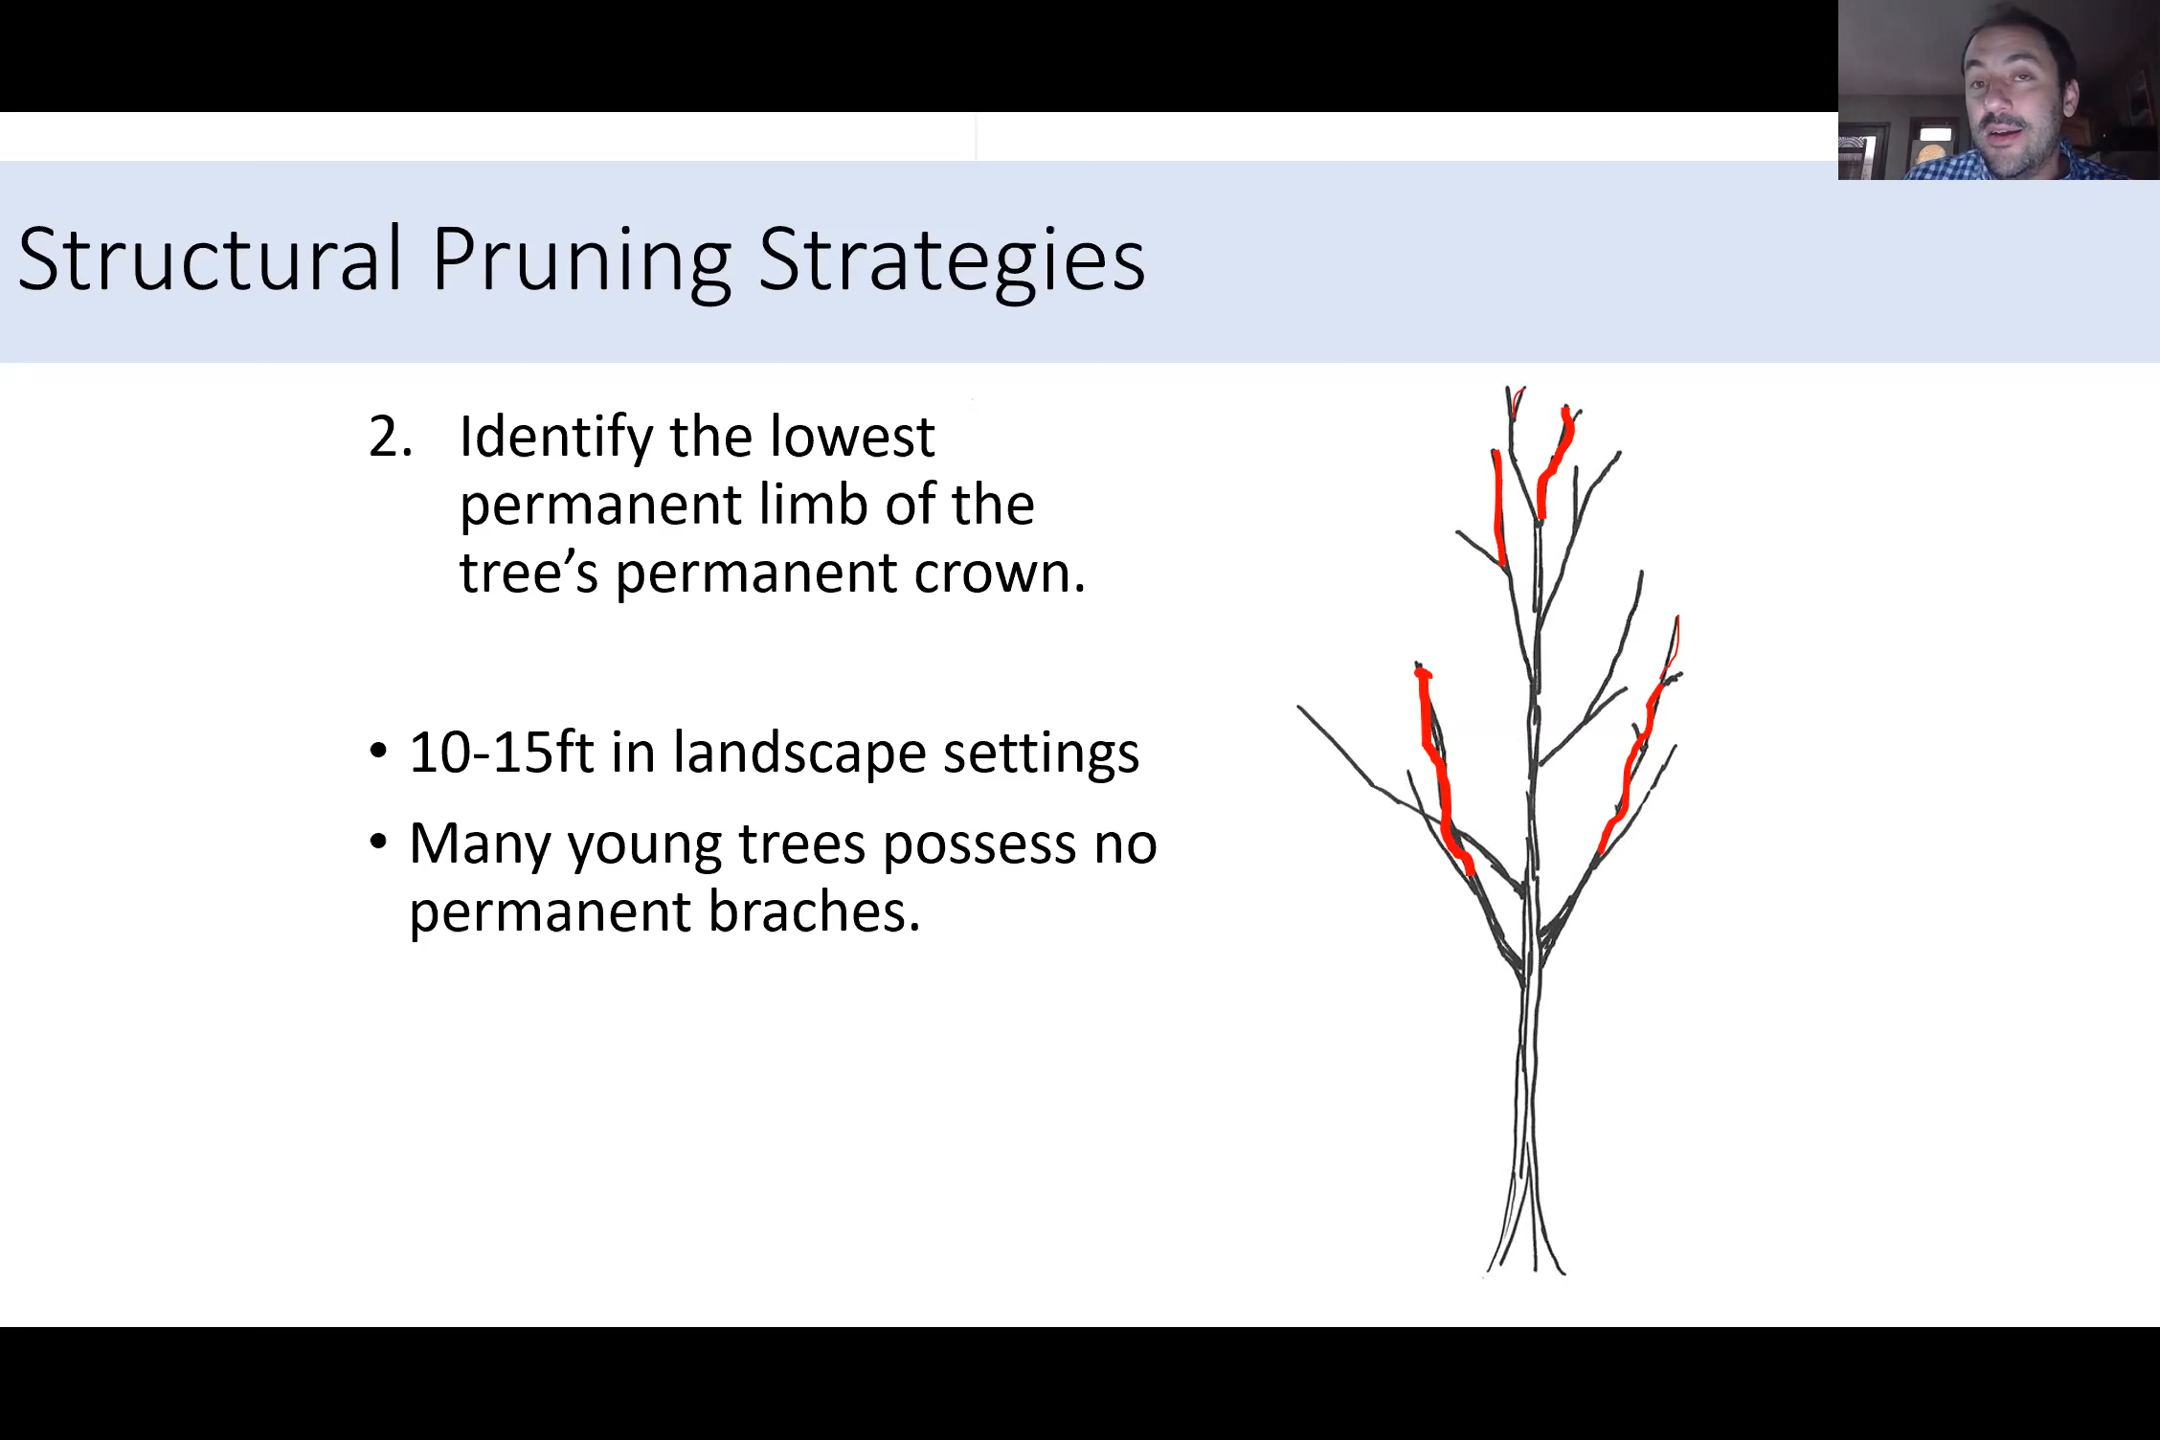 Structural Pruning Strategies
2. Identify the lowest
permanent limb of the
tree’s permanent crown.
• 10-15ft in landscape settings
• Many young trees possess no
permanent braches.